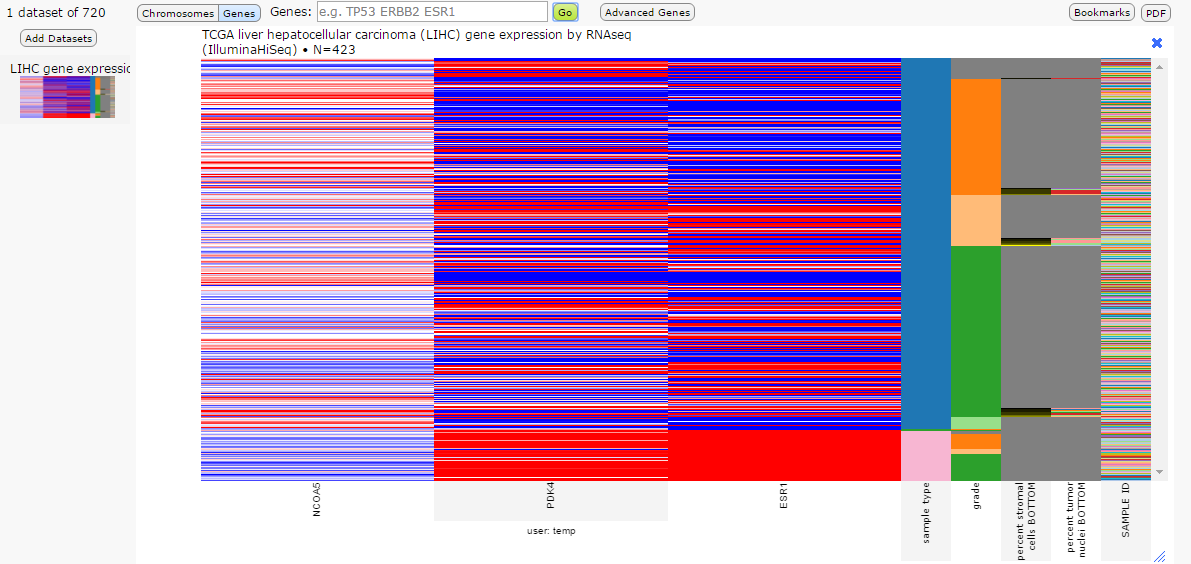 1 dataset of 720
Chromosomes Genes Genes: e.g. TP53 ERBB2 ESR1 Go Advanced Genes Bookmarks PDF
Add Datasets
LIHC gene expressio
TCGA liver hepatocellular carcinoma (LIHC) gene expression by RNAseq
(IlluminaHiSeq) • N=423
NCOA5
PDK4
ESR1
sample type
grade
percent stromal
cells BOTTOM
percent tumor
nuclei BOTTOM
SAMPLE ID
user: temp